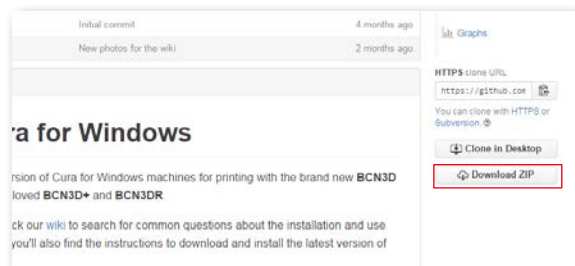 Initial commit 4 months ago
New photos for the wiki 2 months ago
Graphs
HTTPS clone URL
https://github.com
You can clone with HTTPS or
Subversion.
Clone in Desktop
Download ZIP
ra for Windows
rsion of Cura for Windows machines for printing with the brand new BCN3D
loved BCN3D+ and BCN3DR
ck our wiki to search for common questions about the installation and use
you'll also find the instructions to download and install the latest version of